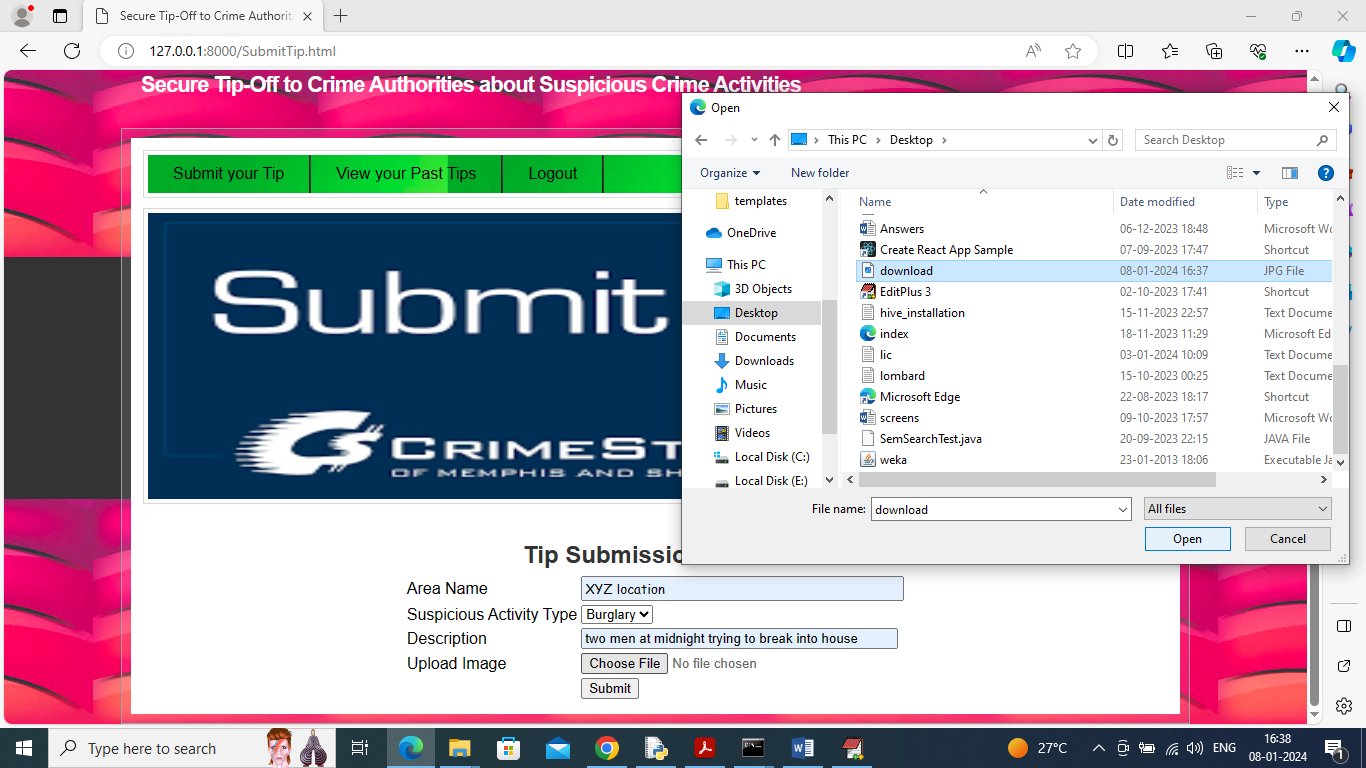 Secure Tip-Off to Crime Authoriti
127.0.0.1:8000/SubmitTip.html
Secure Tip-Off to Crime Authorities about Suspicious Crime Activities
Submit your Tip
View your Past Tips
Logout
Submit
CRIMEST
OF MEMPHIS AND SH
Tip Submissio
Area Name
XYZ location
Suspicious Activity Type
Burglary
Description
two men at midnight trying to break into house
Upload Image
Choose File
No file chosen
Submit
Open
This PC
Desktop
Search Desktop
Organize
New folder
templates
OneDrive
This PC
3D Objects
Desktop
Documents
Downloads
Music
Pictures
Videos
Local Disk (C:)
Local Disk (E:)
Name Date modified Type
Answers 06-12-2023 18:48 Microsoft Wo
Create React App Sample 07-09-2023 17:47 Shortcut
download 08-01-2024 16:37 JPG File
EditPlus 3 02-10-2023 17:41 Shortcut
hive_installation 15-11-2023 22:57 Text Docume
index 18-11-2023 11:29 Microsoft Ed
lic 03-01-2024 10:09 Text Docume
lombard 15-10-2023 00:25 Text Docume
Microsoft Edge 22-08-2023 18:17 Shortcut
screens 09-10-2023 17:57 Microsoft Wo
SemSearchTest.java 20-09-2023 22:15 JAVA File
weka 23-01-2013 18:06 Executable Ja
File name:
download
All files
Open
Cancel
Type here to search
27°C
ENG
16:38
08-01-2024
1